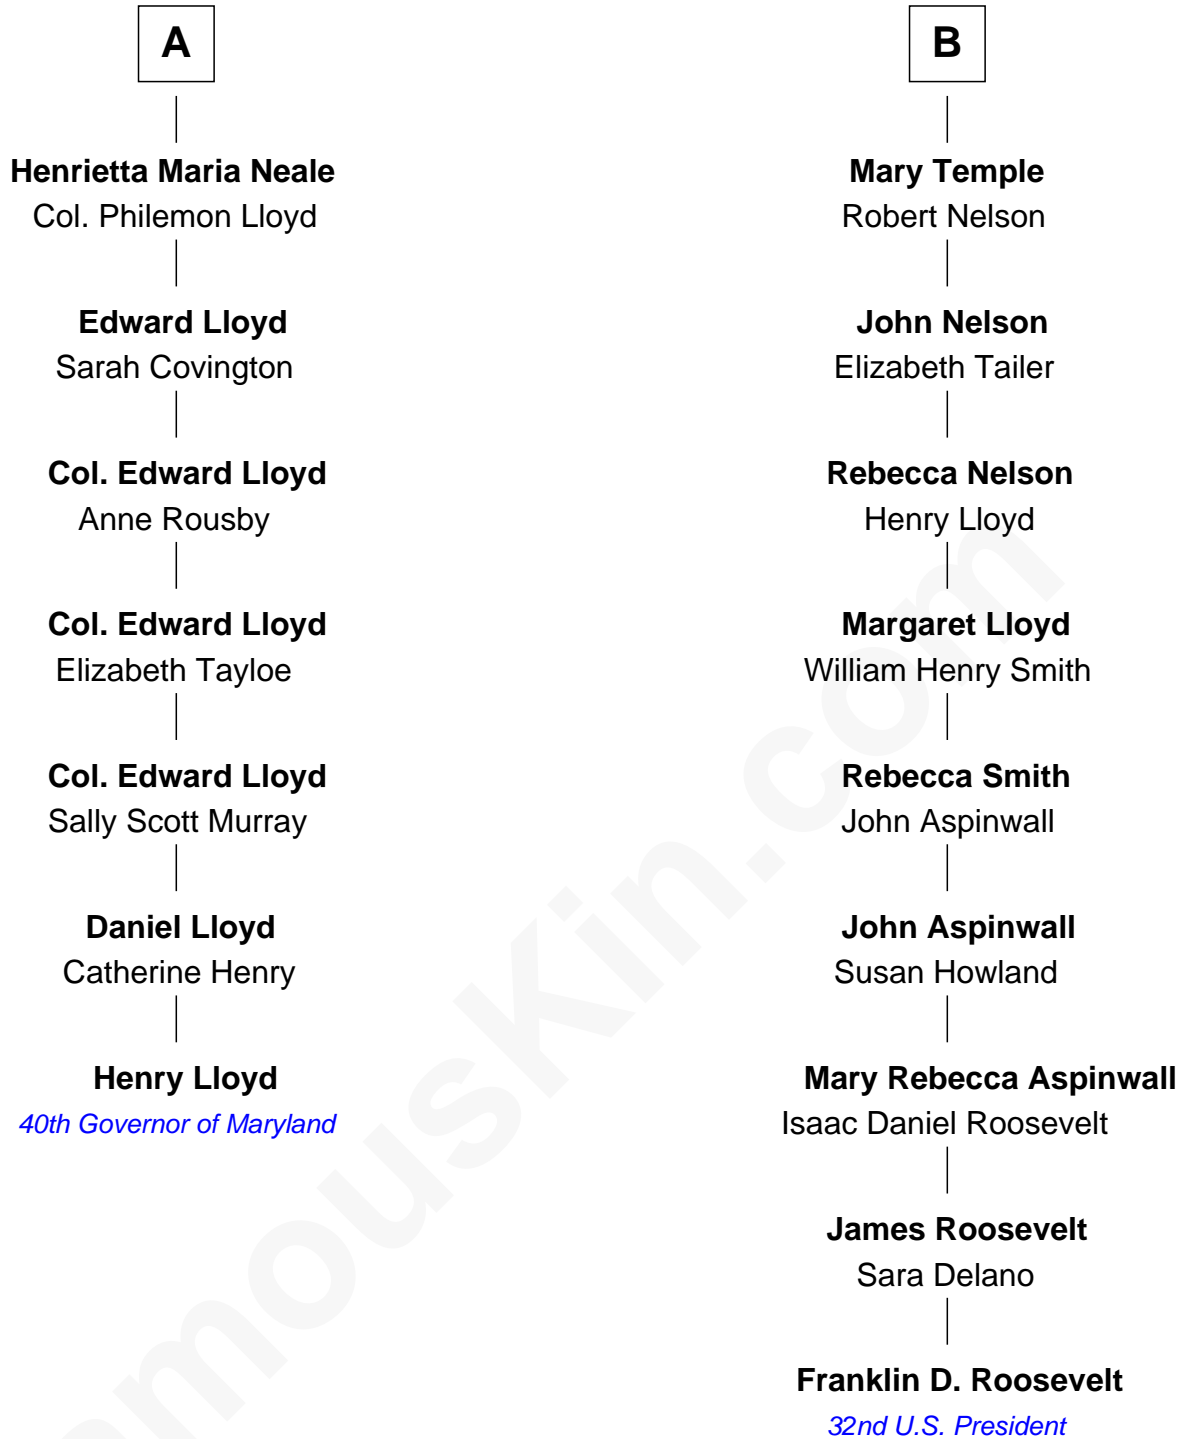 A
Henrietta Maria Neale
Col. Philemon Lloyd
Edward Lloyd
Sarah Covington
Col. Edward Lloyd
Anne Rousby
Col. Edward Lloyd
Elizabeth Tayloe
Col. Edward Lloyd
Sally Scott Murray
Daniel Lloyd
Catherine Henry
Henry Lloyd
40th Governor of Maryland
B
Mary Temple
Robert Nelson
John Nelson
Elizabeth Tailer
Rebecca Nelson
Henry Lloyd
Margaret Lloyd
William Henry Smith
Rebecca Smith
John Aspinwall
John Aspinwall
Susan Howland
Mary Rebecca Aspinwall
Isaac Daniel Roosevelt
James Roosevelt
Sara Delano
Franklin D. Roosevelt
32nd U.S. President
amousKin.com